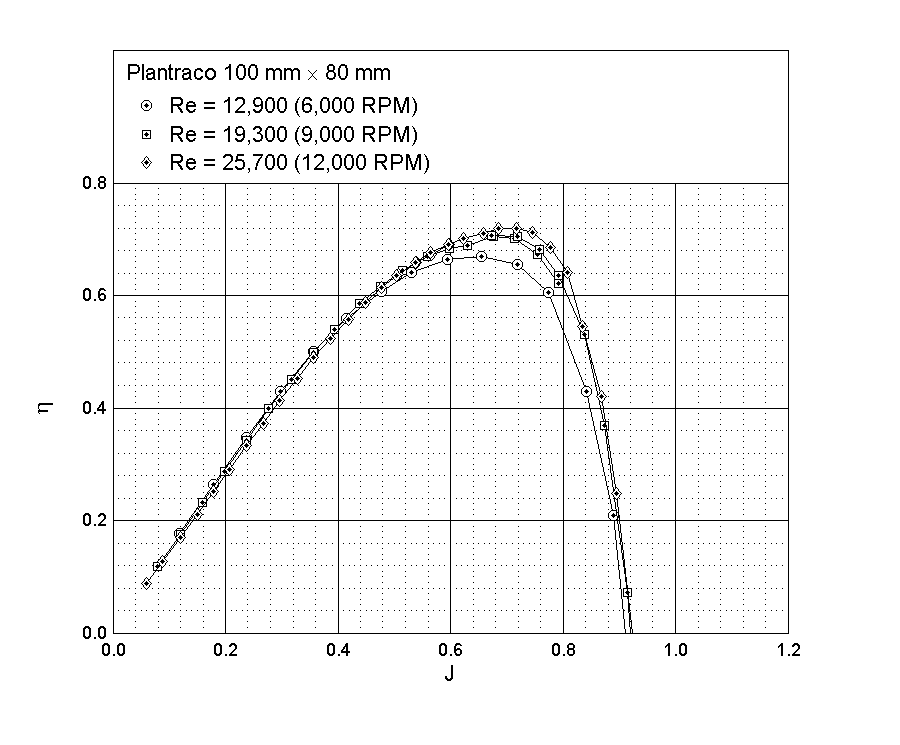 Plantraco 100 mm × 80 mm
Re = 12,900 (6,000 RPM)
Re = 19,300 (9,000 RPM)
Re = 25,700 (12,000 RPM)
0.8
0.6
0.4
η
0.2
0.0
0.0 0.2 0.4 0.6 0.8 1.0 1.2
J